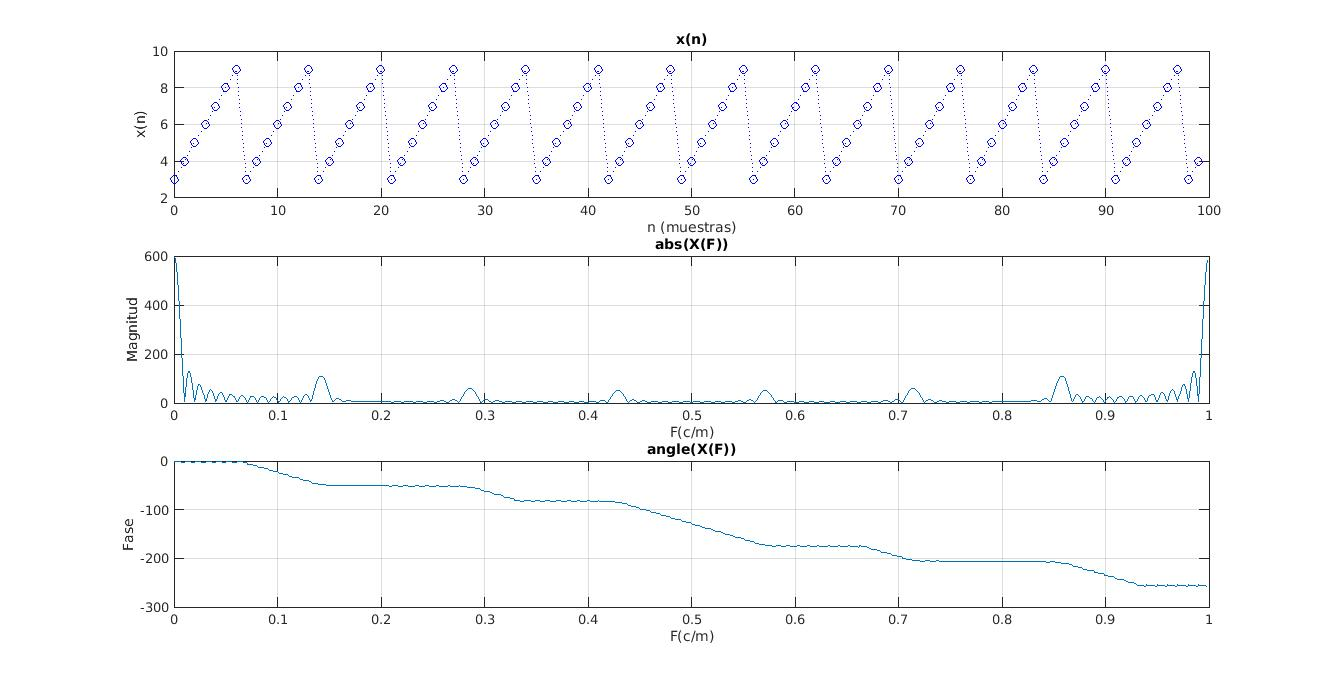 x(n)
10
8
6
4
2
x(n)
0 10 20 30 40 50 60 70 80 90 100
n (muestras)
abs(X(F))
600
400
200
0
Magnitud
0 0.1 0.2 0.3 0.4 0.5 0.6 0.7 0.8 0.9 1
F(c/m)
angle(X(F))
0
-100
-200
-300
Fase
0 0.1 0.2 0.3 0.4 0.5 0.6 0.7 0.8 0.9 1
F(c/m)